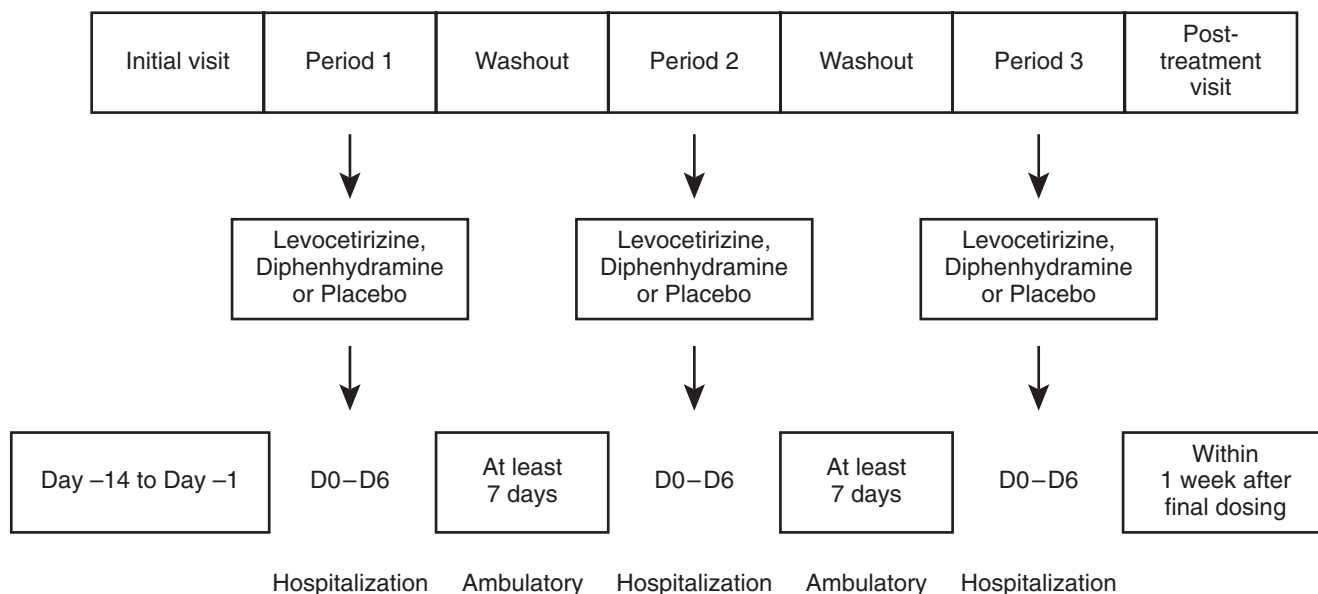 Initial visit
Period 1
Washout
Period 2
Washout
Period 3
Post-
treatment
visit
Levocetirizine,
Diphenhydramine
or Placebo
Levocetirizine,
Diphenhydramine
or Placebo
Levocetirizine,
Diphenhydramine
or Placebo
Day –14 to Day –1
D0–D6
At least
7 days
D0–D6
At least
7 days
D0–D6
Within
1 week after
final dosing
Hospitalization
Ambulatory
Hospitalization
Ambulatory
Hospitalization